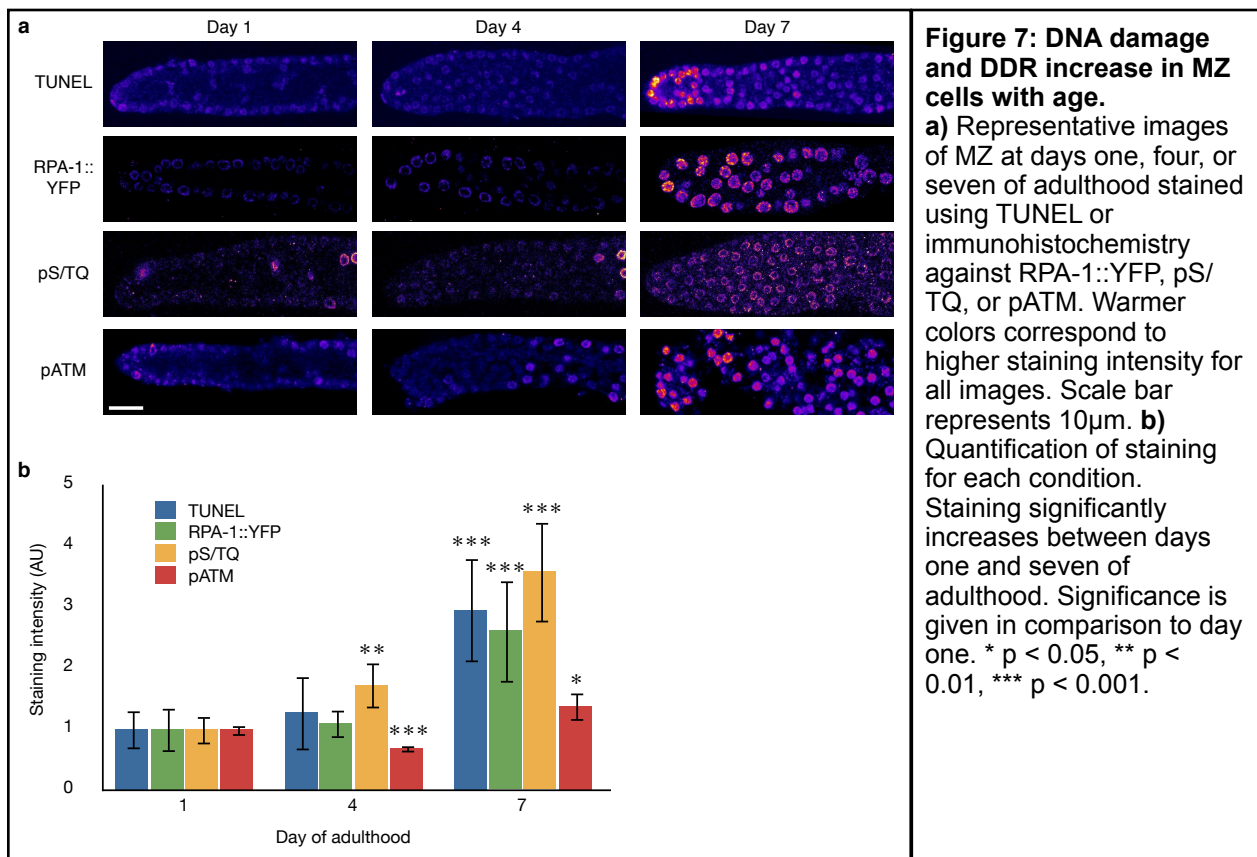 a
Day 1
Day 4
Day 7
TUNEL
RPA-1::
YFP
pS/TQ
pATM
b
Staining intensity (AU)
5
4
3
2
1
0
TUNEL
RPA-1::YFP
pS/TQ
pATM
**
***
***
***
***
*
1
4
7
Day of adulthood
Figure 7: DNA damage
and DDR increase in MZ
cells with age.
a) Representative images
of MZ at days one, four, or
seven of adulthood stained
using TUNEL or
immunohistochemistry
against RPA-1::YFP, pS/
TQ, or pATM. Warmer
colors correspond to
higher staining intensity for
all images. Scale bar
represents 10μm. b)
Quantification of staining
for each condition.
Staining significantly
increases between days
one and seven of
adulthood. Significance is
given in comparison to day
one. * p < 0.05, ** p <
0.01, *** p < 0.001.